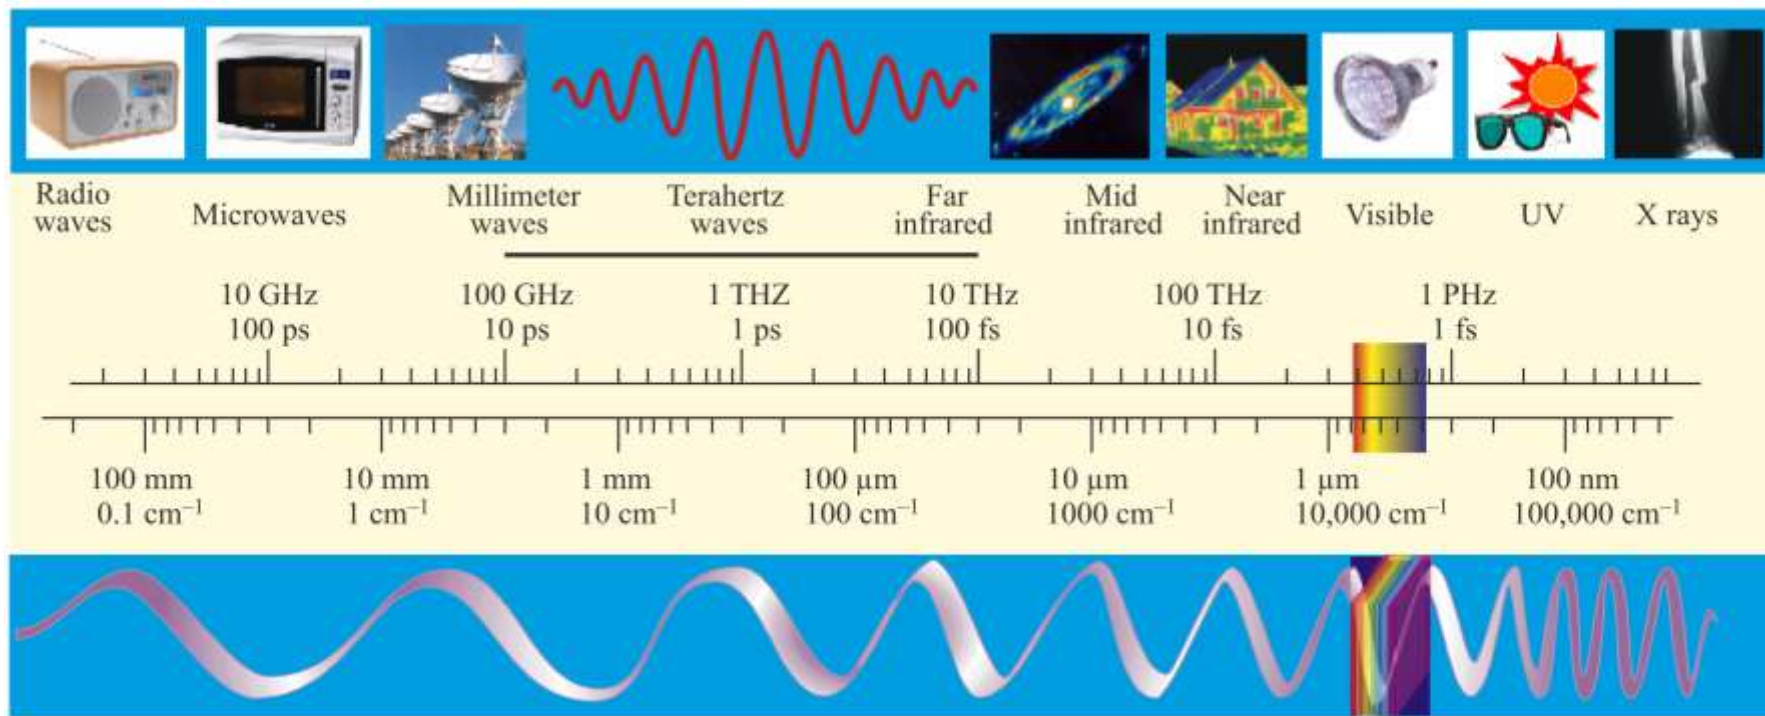 Radio
waves
Microwaves
Millimeter
waves
Terahertz
waves
Far
infrared
Mid
infrared
Near
infrared
Visible
UV
X rays
10 GHz
100 ps
100 GHz
10 ps
1 THZ
1 ps
10 THz
100 fs
100 THz
10 fs
1 PHz
1 fs
100 mm
0.1 cm⁻¹
10 mm
1 cm⁻¹
1 mm
10 cm⁻¹
100 µm
100 cm⁻¹
10 µm
1000 cm⁻¹
1 µm
10,000 cm⁻¹
100 nm
100,000 cm⁻¹